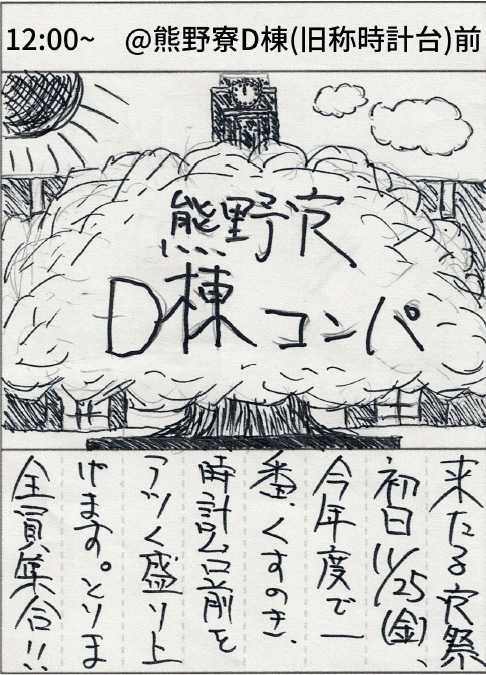 12:00~ @熊野寮D棟(旧称時計台)前
熊野寮
D棟コンパ
来たる寮祭
初日11/25(金)、
今年度で一
番、くすのき、
時計台前を
アツく盛り上
げます。とりま
全員集合!!